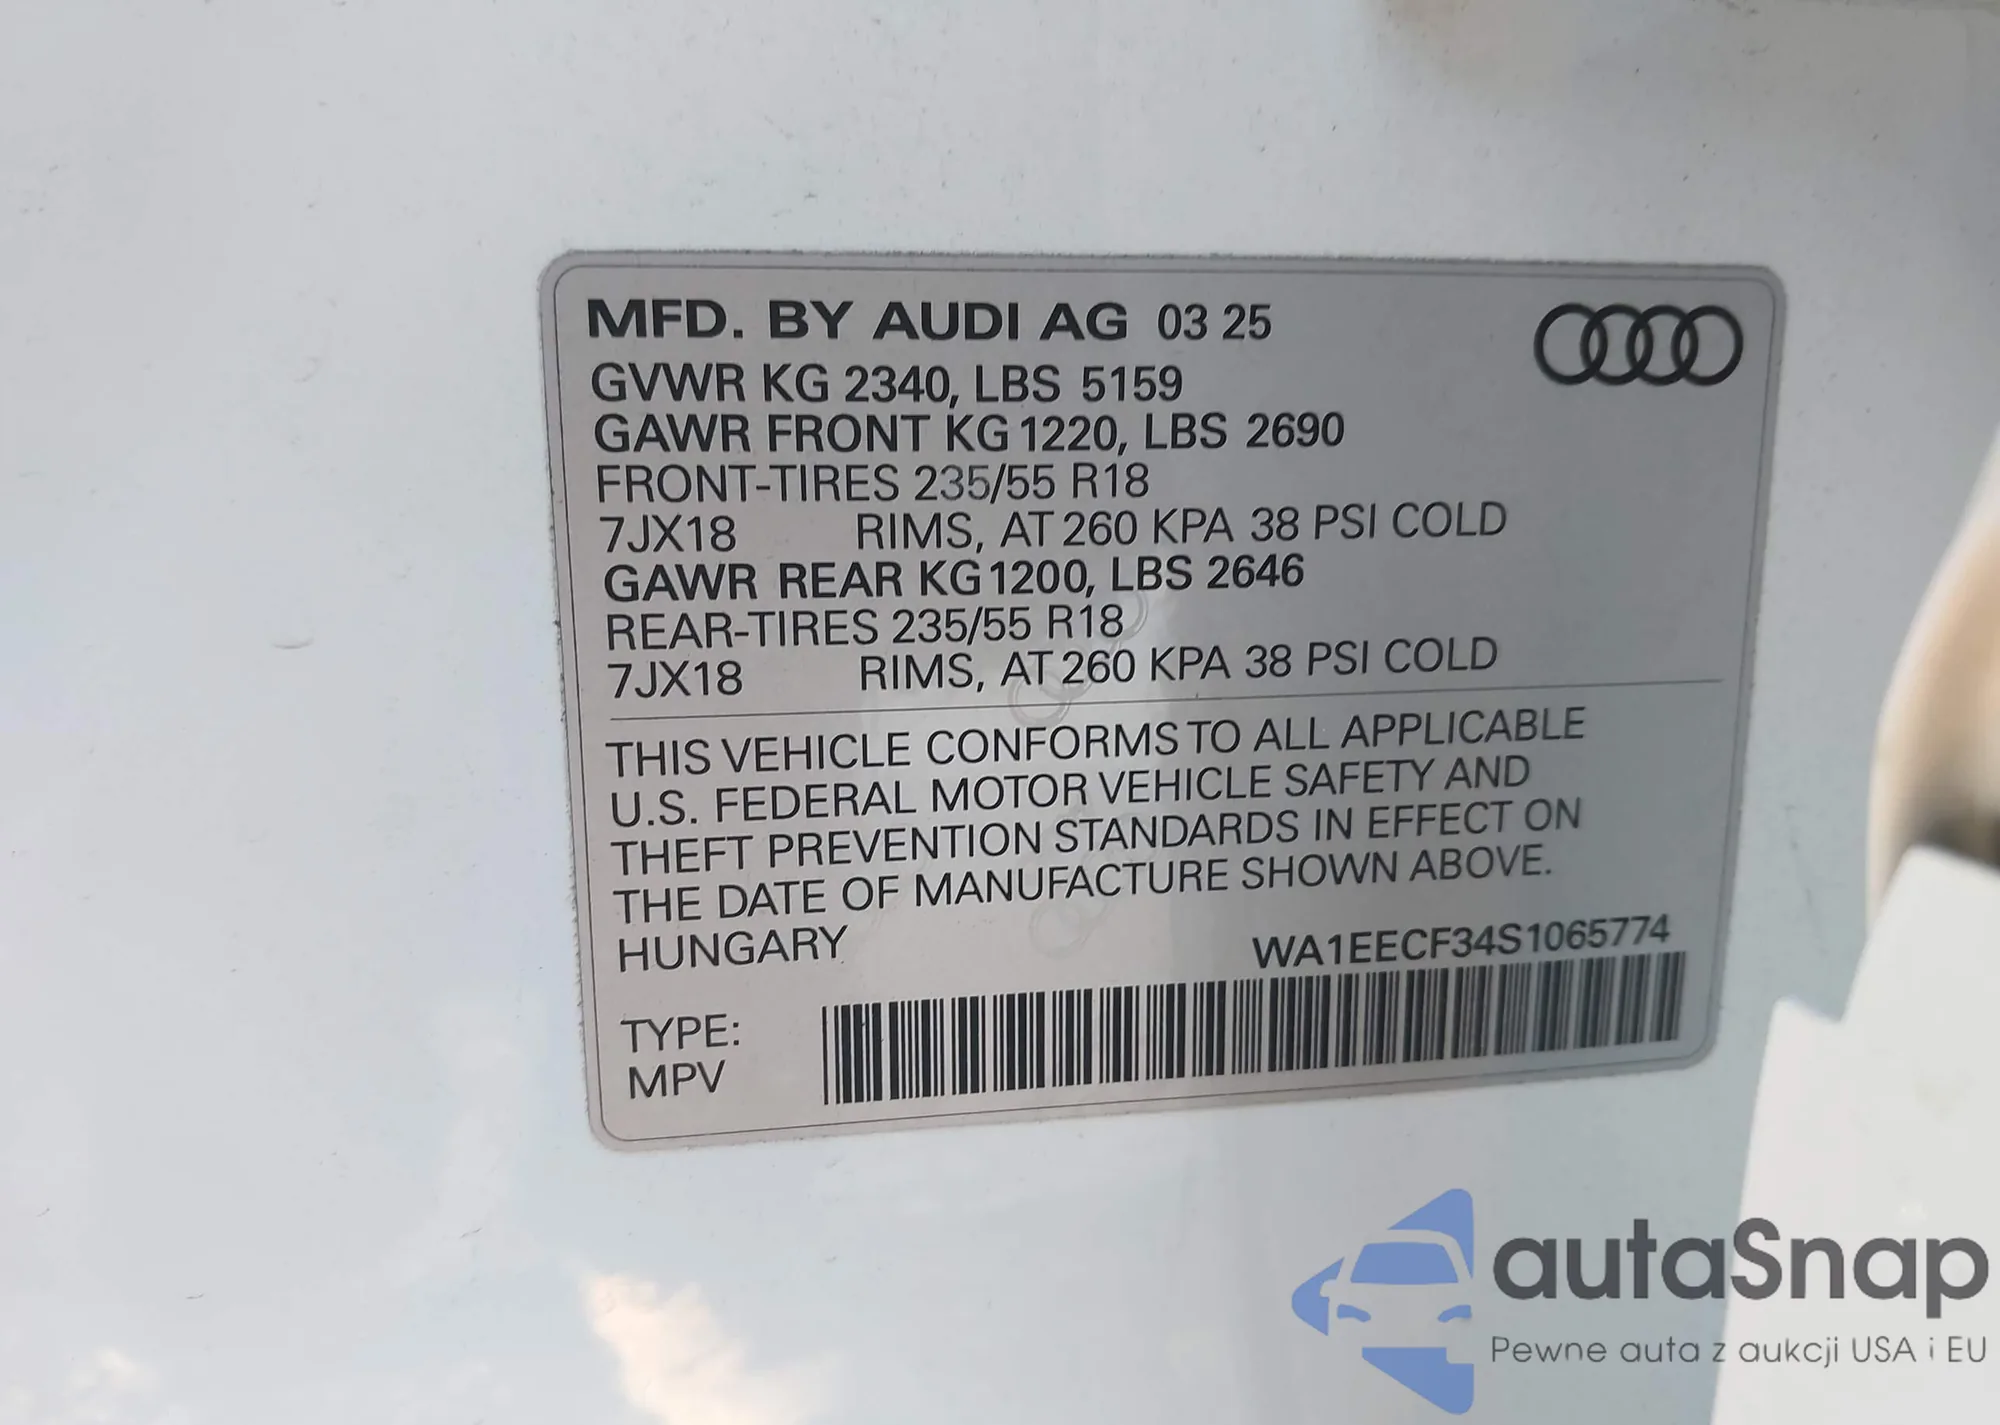 MFD. BY AUDI AG 03 25
GVWR KG 2340, LBS 5159
GAWR FRONT KG 1220, LBS 2690
FRONT-TIRES 235/55 R18
7JX18 RIMS, AT 260 KPA 38 PSI COLD
GAWR REAR KG 1200, LBS 2646
REAR-TIRES 235/55 R18
7JX18 RIMS, AT 260 KPA 38 PSI COLD
THIS VEHICLE CONFORMS TO ALL APPLICABLE
U.S. FEDERAL MOTOR VEHICLE SAFETY AND
THEFT PREVENTION STANDARDS IN EFFECT ON
THE DATE OF MANUFACTURE SHOWN ABOVE.
HUNGARY WA1EECF34S1065774
TYPE:
MPV
autaSnap
Pewne auta z aukcji USA i EU